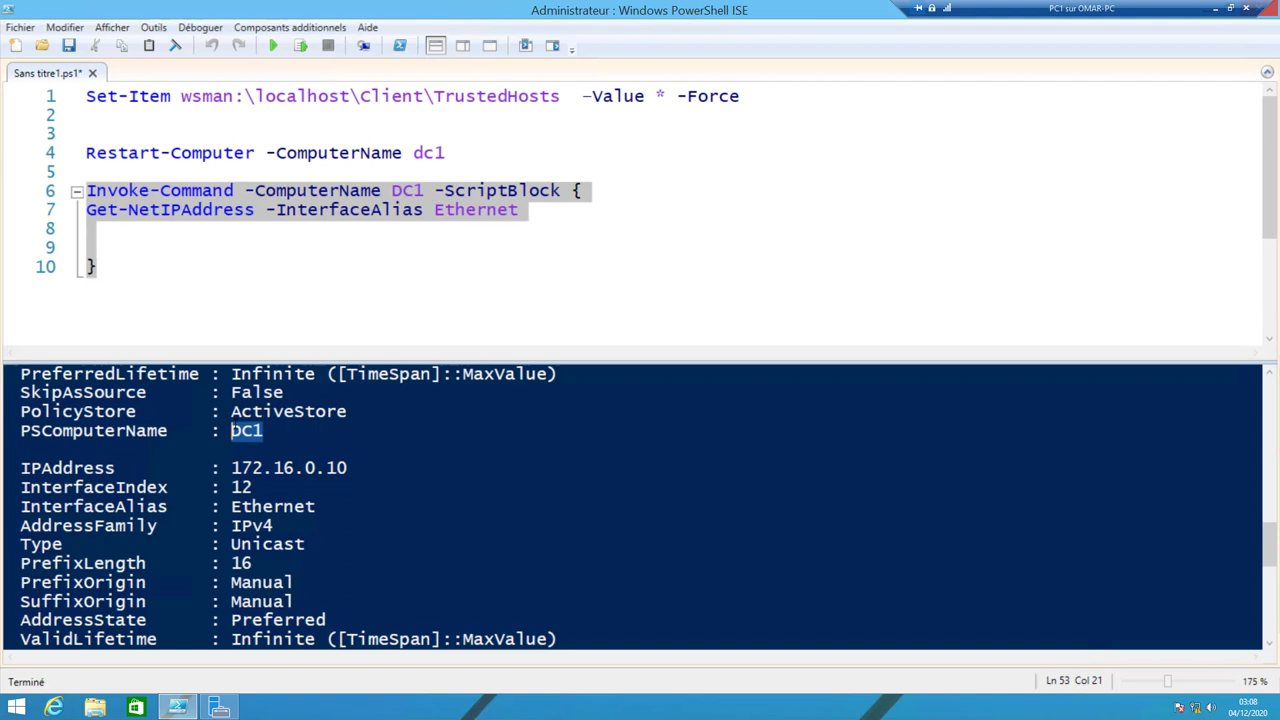 Administrateur : Windows PowerShell ISE
PC1 sur OMAR-PC
Fichier Modifier Afficher Outils Déboguer Composants additionnels Aide
Sans titre1.ps1* X
1 Set-Item wsman:\localhost\Client\TrustedHosts –Value * -Force
2
3
4 Restart-Computer -ComputerName dc1
5
6 Invoke-Command -ComputerName DC1 -ScriptBlock {
7 Get-NetIPAddress -InterfaceAlias Ethernet
8
9
10 }
PreferredLifetime : Infinite ([TimeSpan]::MaxValue)
SkipAsSource : False
PolicyStore : ActiveStore
PSComputerName : DC1
IPAddress : 172.16.0.10
InterfaceIndex : 12
InterfaceAlias : Ethernet
AddressFamily : IPv4
Type : Unicast
PrefixLength : 16
PrefixOrigin : Manual
SuffixOrigin : Manual
AddressState : Preferred
ValidLifetime : Infinite ([TimeSpan]::MaxValue)
Terminé
Ln 53 Col 21
175 %
03:08
04/12/2020